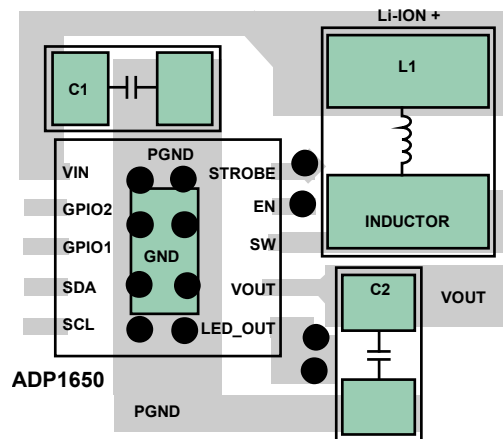 Li-ION +
C1
L1
PGND
VIN
STROBE
GPIO2
EN
INDUCTOR
GPIO1
GND
SW
SDA
VOUT
C2
VOUT
SCL
LED_OUT
ADP1650
PGND